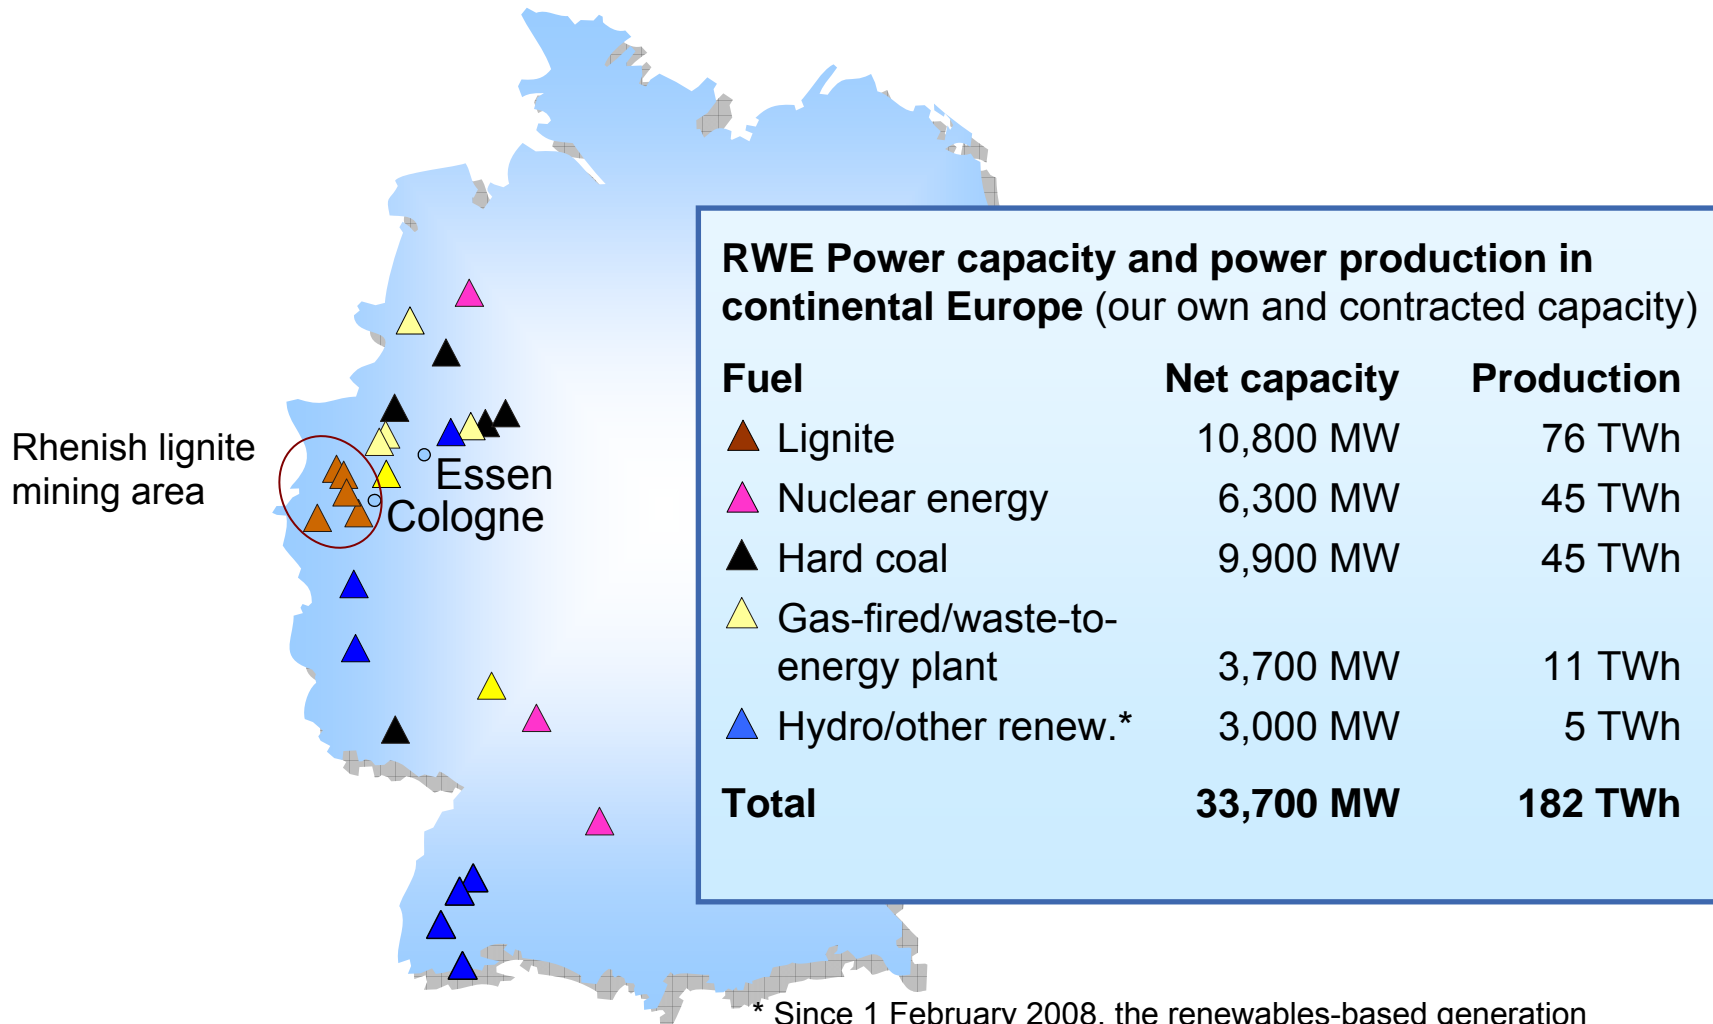 Rhenish lignite
mining area
Essen
Cologne
RWE Power capacity and power production in
continental Europe (our own and contracted capacity)
Fuel Net capacity Production
Lignite 10,800 MW 76 TWh
Nuclear energy 6,300 MW 45 TWh
Hard coal 9,900 MW 45 TWh
Gas-fired/waste-to-
energy plant 3,700 MW 11 TWh
Hydro/other renew.* 3,000 MW 5 TWh
Total 33,700 MW 182 TWh
* Since 1 February 2008, the renewables-based generation